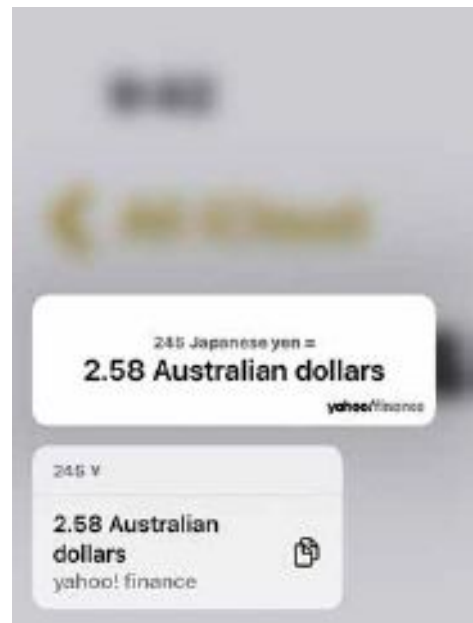 245 Japanese yen =
2.58 Australian dollars
yahoo!finance
245 ¥
2.58 Australian
dollars
yahoo! finance